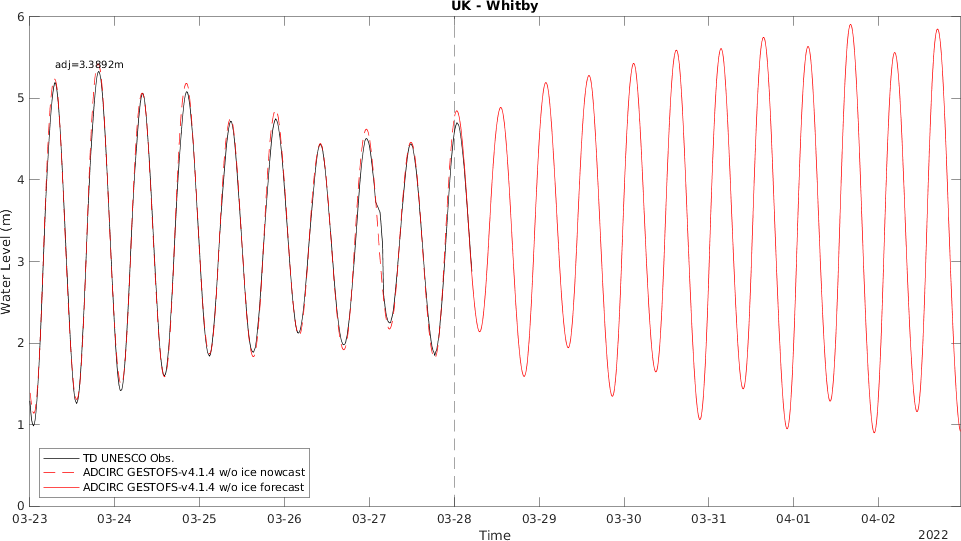 UK - Whitby
adj=3.3892m
6
5
4
3
2
1
0
Water Level (m)
TD UNESCO Obs.
ADCIRC GESTOFS-v4.1.4 w/o ice nowcast
ADCIRC GESTOFS-v4.1.4 w/o ice forecast
03-23 03-24 03-25 03-26 03-27 03-28 03-29 03-30 03-31 04-01 04-02
Time
2022